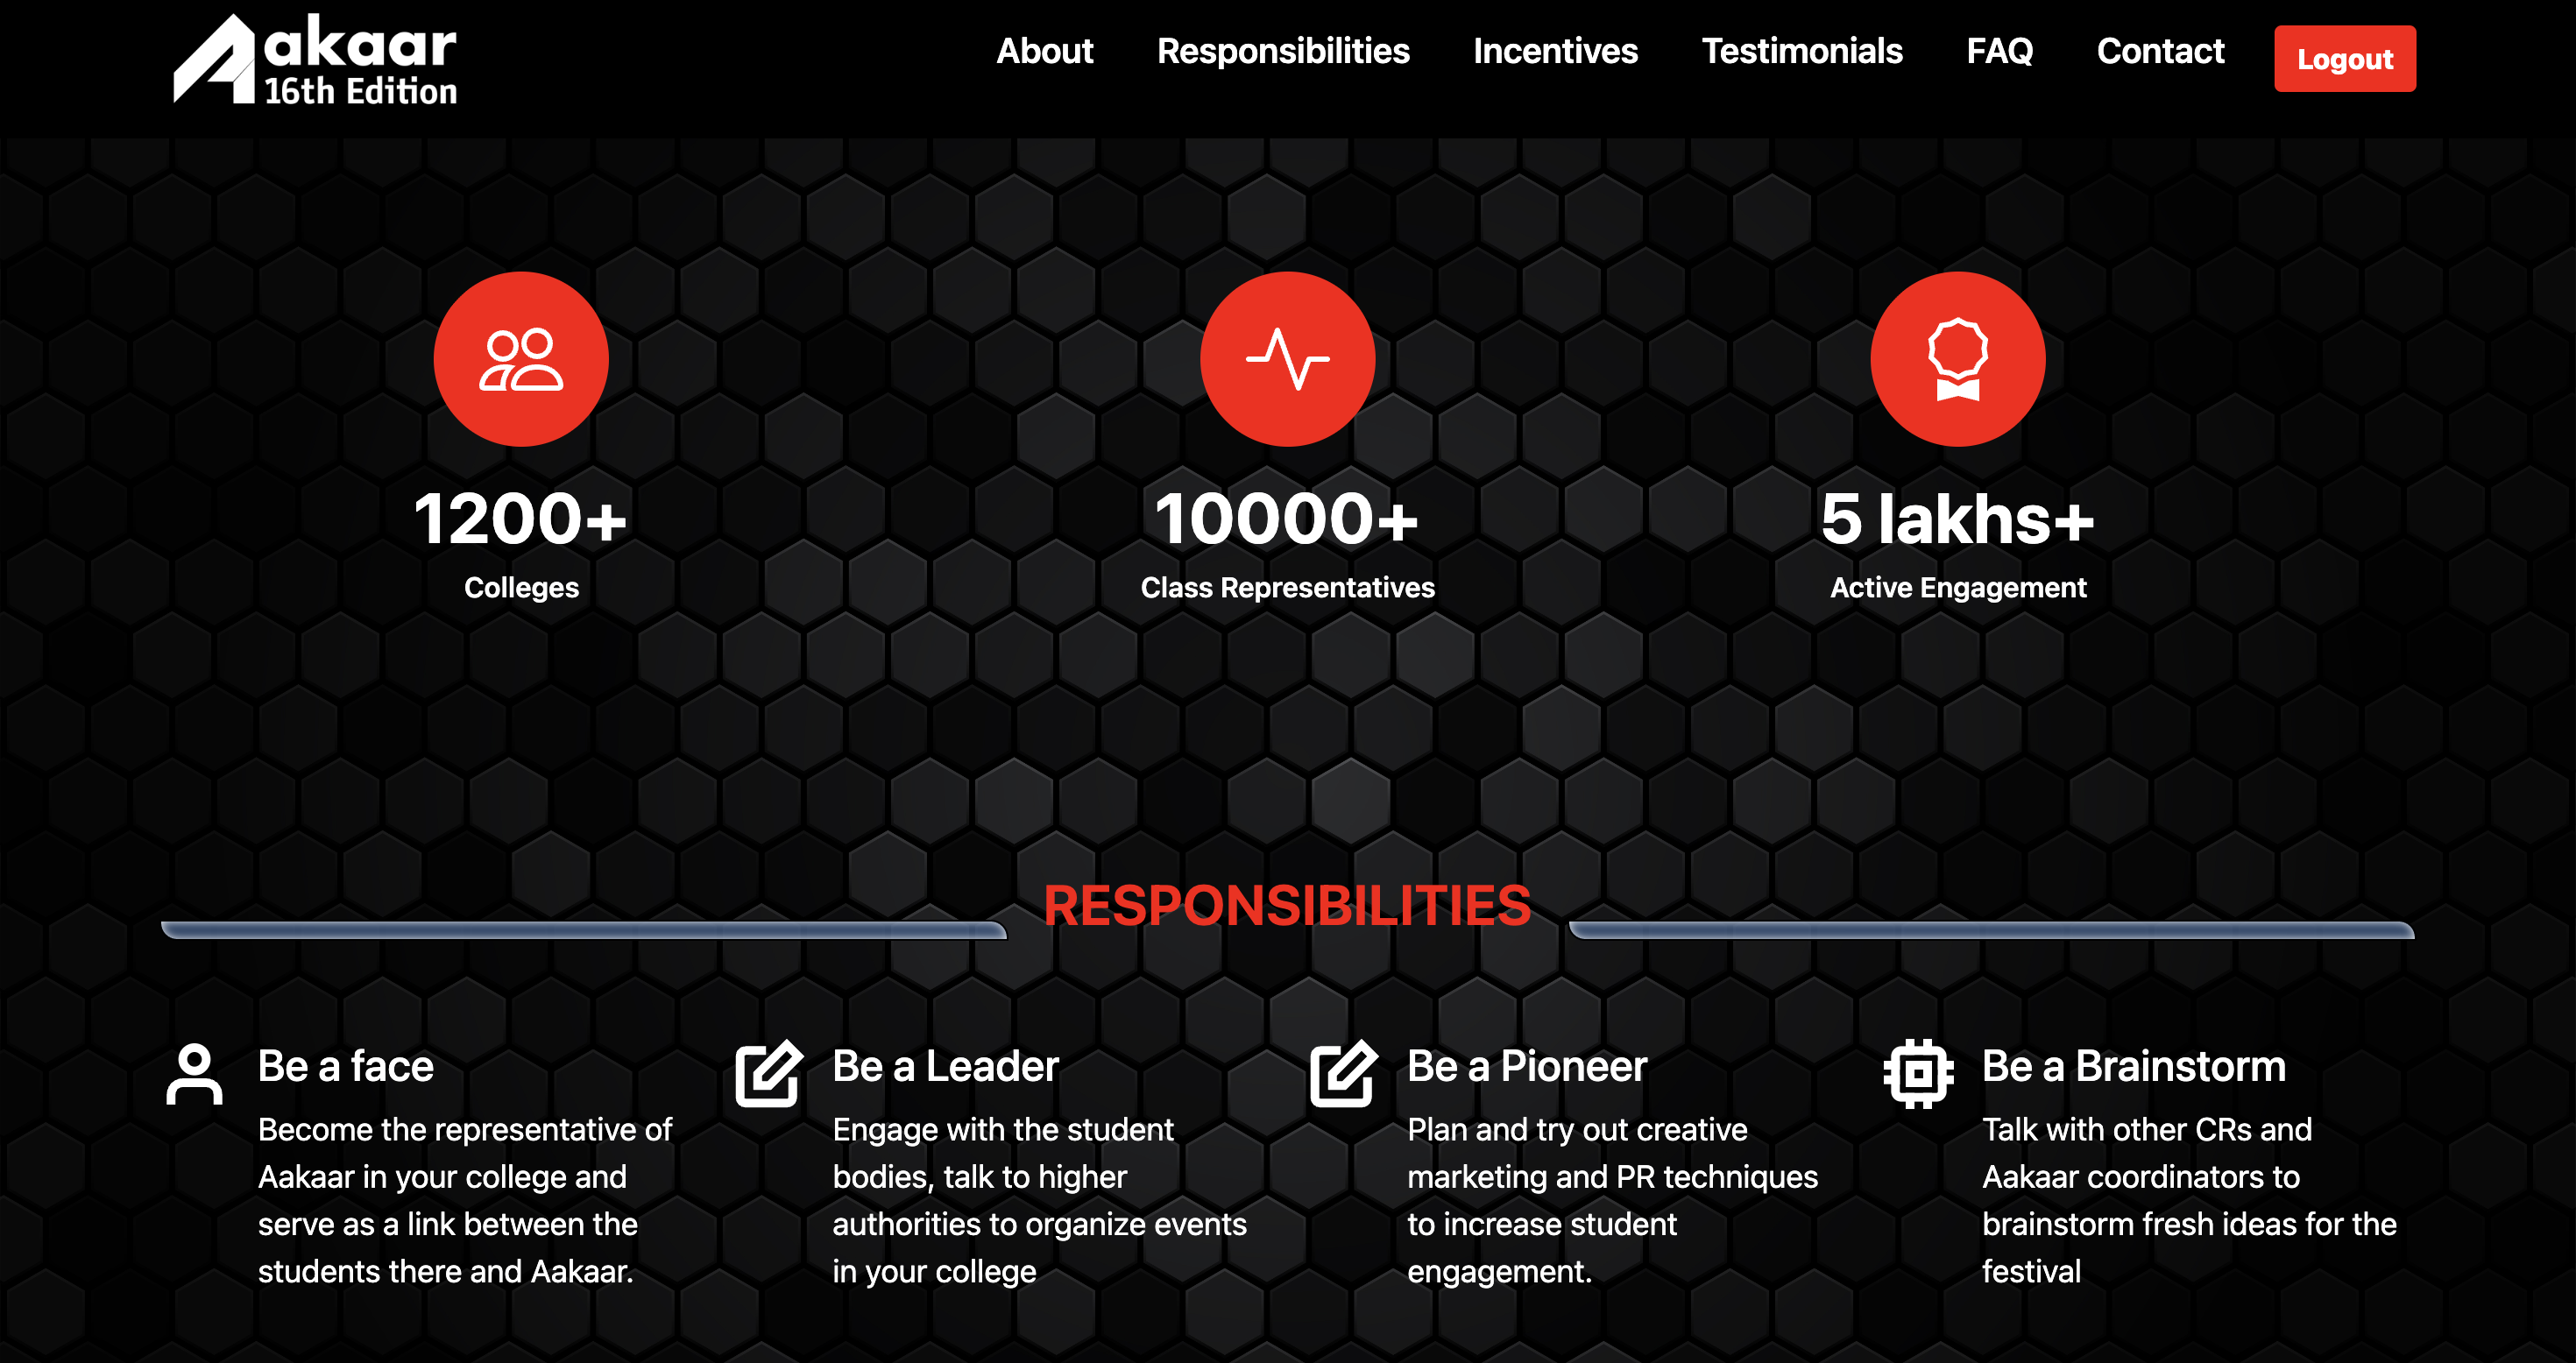 akaar
16th Edition
About Responsibilities Incentives Testimonials FAQ Contact Logout
1200+
Colleges
10000+
Class Representatives
5 lakhs+
Active Engagement
RESPONSIBILITIES
Be a face
Become the representative of
Aakaar in your college and
serve as a link between the
students there and Aakaar.
Be a Leader
Engage with the student
bodies, talk to higher
authorities to organize events
in your college
Be a Pioneer
Plan and try out creative
marketing and PR techniques
to increase student
engagement.
Be a Brainstorm
Talk with other CRs and
Aakaar coordinators to
brainstorm fresh ideas for the
festival